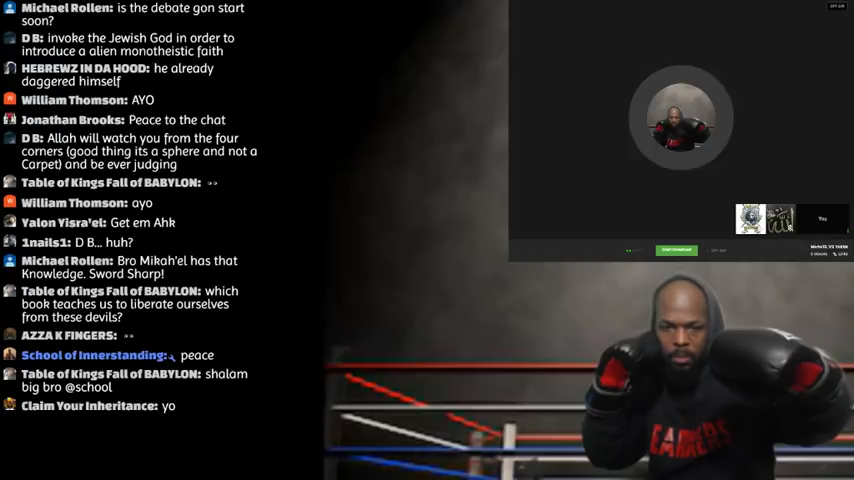 Michael Rollen: is the debate gon start
soon?
D B: invoke the Jewish God in order to
introduce a alien monotheistic faith
HEBREWZ IN DA HOOD: he already
daggered himself
William Thomson: AYO
Jonathan Brooks: Peace to the chat
D B: Allah will watch you from the four
corners (good thing its a sphere and not a
Carpet) and be ever judging
Table of Kings Fall of BABYLON:
William Thomson: ayo
Yalon Yisra'el: Get em Ahk
1nails1: D B... huh?
Michael Rollen: Bro Mikah'el has that
Knowledge. Sword Sharp!
Table of Kings Fall of BABYLON: which
book teaches us to liberate ourselves
from these devils?
AZZA K FINGERS:
School of Innerstanding: peace
Table of Kings Fall of BABYLON: shalam
big bro @school
Claim Your Inheritance: yo
OFF AIR
You
Start broadcast